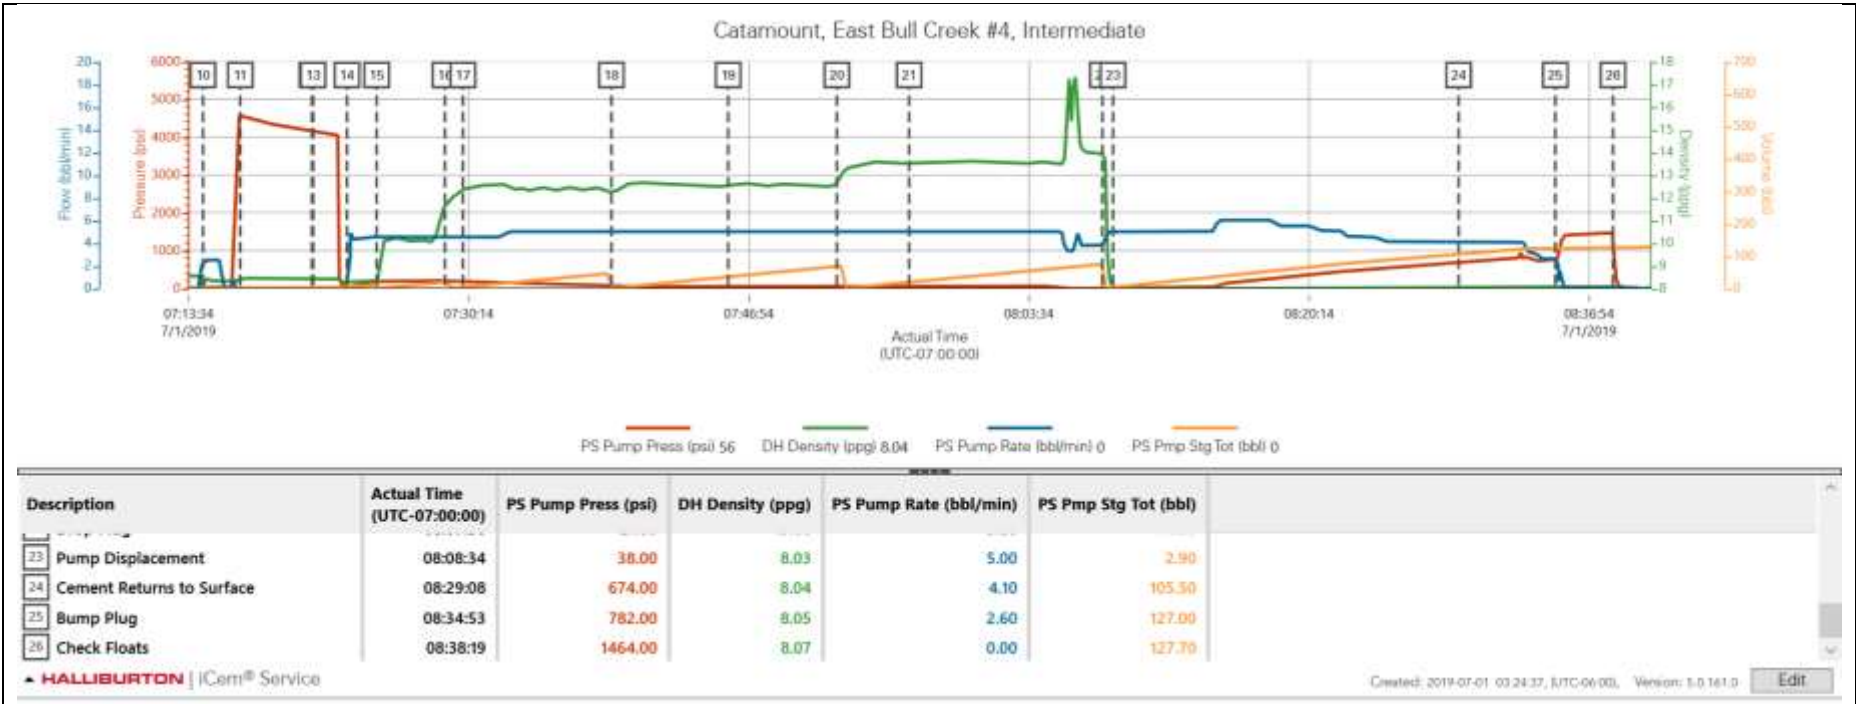 Catamount, East Bull Creek #4, Intermediate
20 6000 18 700
18 5000 17 600
16 4000 16 500
14 3000 15 400
12 2000 14 300
10 1000 13 200
8 0 12 100
6 11 0
4 10
2 9
0 8
10 11 13 14 15 16 17 18 19 20 21 23 24 25 26
Flow (bbl/min)
Pressure (psi)
Density (ppg)
Volume (bbl)
07:13:34 07:30:14 07:46:54 08:03:34 08:20:14 08:36:54
7/1/2019 7/1/2019
Actual Time
(UTC-07:00:00)
PS Pump Press (psi) 56 DH Density (ppg) 8.04 PS Pump Rate (bbl/min) 0 PS Pmp Stg Tot (bbl) 0
Description Actual Time (UTC-07:00:00) PS Pump Press (psi) DH Density (ppg) PS Pump Rate (bbl/min) PS Pmp Stg Tot (bbl)
23 Pump Displacement 08:08:34 38.00 8.03 5.00 2.90
24 Cement Returns to Surface 08:29:08 674.00 8.04 4.10 105.50
25 Bump Plug 08:34:53 782.00 8.05 2.60 127.00
26 Check Floats 08:38:19 1464.00 8.07 0.00 127.70
HALLIBURTON | iCem® Service
Created: 2019-07-01 03:24:37, (UTC-06:00), Version: 5.0.161.0
Edit